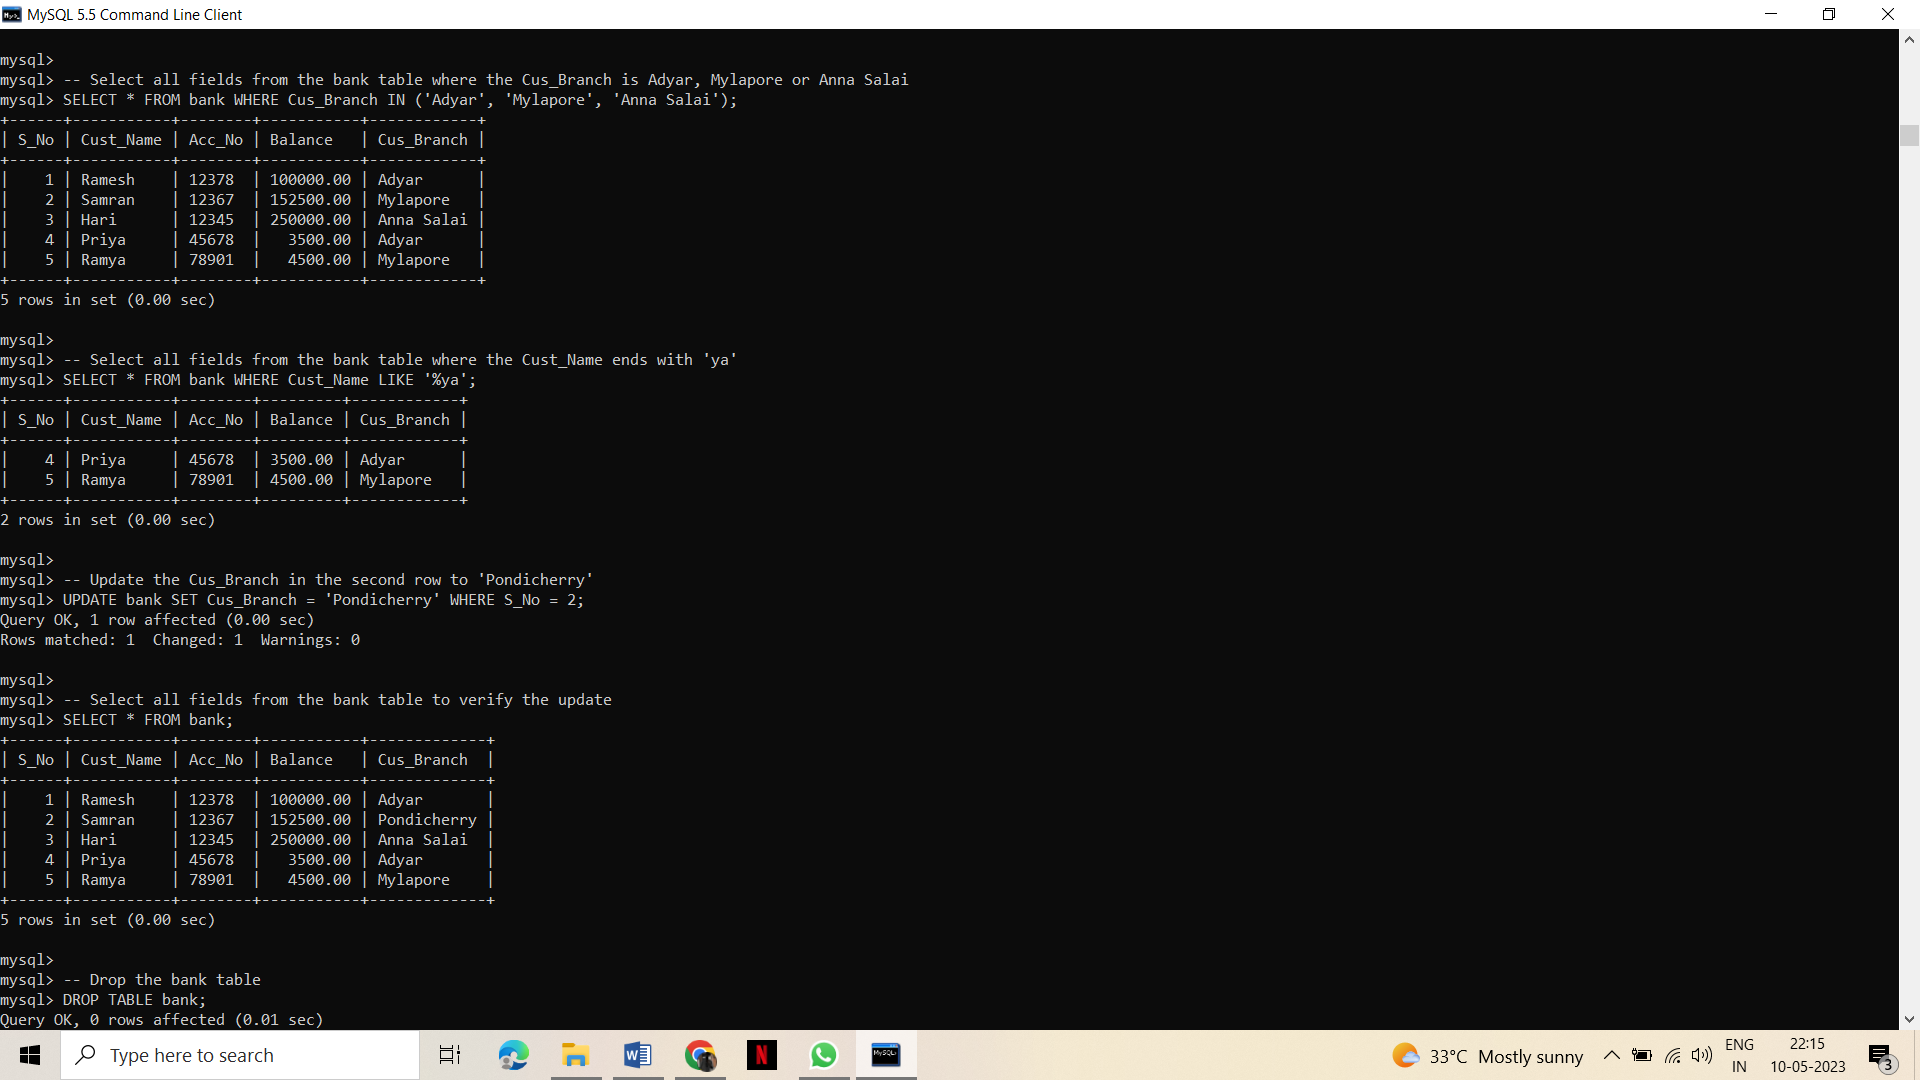 MySQL 5.5 Command Line Client
mysql>
mysql> -- Select all fields from the bank table where the Cus_Branch is Adyar, Mylapore or Anna Salai
mysql> SELECT * FROM bank WHERE Cus_Branch IN ('Adyar', 'Mylapore', 'Anna Salai');
+------+-----------+--------+-----------+------------+
| S_No | Cust_Name | Acc_No | Balance   | Cus_Branch |
+------+-----------+--------+-----------+------------+
|    1 | Ramesh    | 12378  | 100000.00 | Adyar      |
|    2 | Samran    | 12367  | 152500.00 | Mylapore   |
|    3 | Hari      | 12345  | 250000.00 | Anna Salai |
|    4 | Priya     | 45678  |   3500.00 | Adyar      |
|    5 | Ramya     | 78901  |   4500.00 | Mylapore   |
+------+-----------+--------+-----------+------------+
5 rows in set (0.00 sec)
mysql>
mysql> -- Select all fields from the bank table where the Cust_Name ends with 'ya'
mysql> SELECT * FROM bank WHERE Cust_Name LIKE '%ya';
+------+-----------+--------+---------+------------+
| S_No | Cust_Name | Acc_No | Balance | Cus_Branch |
+------+-----------+--------+---------+------------+
|    4 | Priya     | 45678  | 3500.00 | Adyar      |
|    5 | Ramya     | 78901  | 4500.00 | Mylapore   |
+------+-----------+--------+---------+------------+
2 rows in set (0.00 sec)
mysql>
mysql> -- Update the Cus_Branch in the second row to 'Pondicherry'
mysql> UPDATE bank SET Cus_Branch = 'Pondicherry' WHERE S_No = 2;
Query OK, 1 row affected (0.00 sec)
Rows matched: 1  Changed: 1  Warnings: 0
mysql>
mysql> -- Select all fields from the bank table to verify the update
mysql> SELECT * FROM bank;
+------+-----------+--------+-----------+-------------+
| S_No | Cust_Name | Acc_No | Balance   | Cus_Branch  |
+------+-----------+--------+-----------+-------------+
|    1 | Ramesh    | 12378  | 100000.00 | Adyar       |
|    2 | Samran    | 12367  | 152500.00 | Pondicherry |
|    3 | Hari      | 12345  | 250000.00 | Anna Salai  |
|    4 | Priya     | 45678  |   3500.00 | Adyar       |
|    5 | Ramya     | 78901  |   4500.00 | Mylapore    |
+------+-----------+--------+-----------+-------------+
5 rows in set (0.00 sec)
mysql>
mysql> -- Drop the bank table
mysql> DROP TABLE bank;
Query OK, 0 rows affected (0.01 sec)
Type here to search
33°C Mostly sunny
ENG
IN
22:15
10-05-2023
3